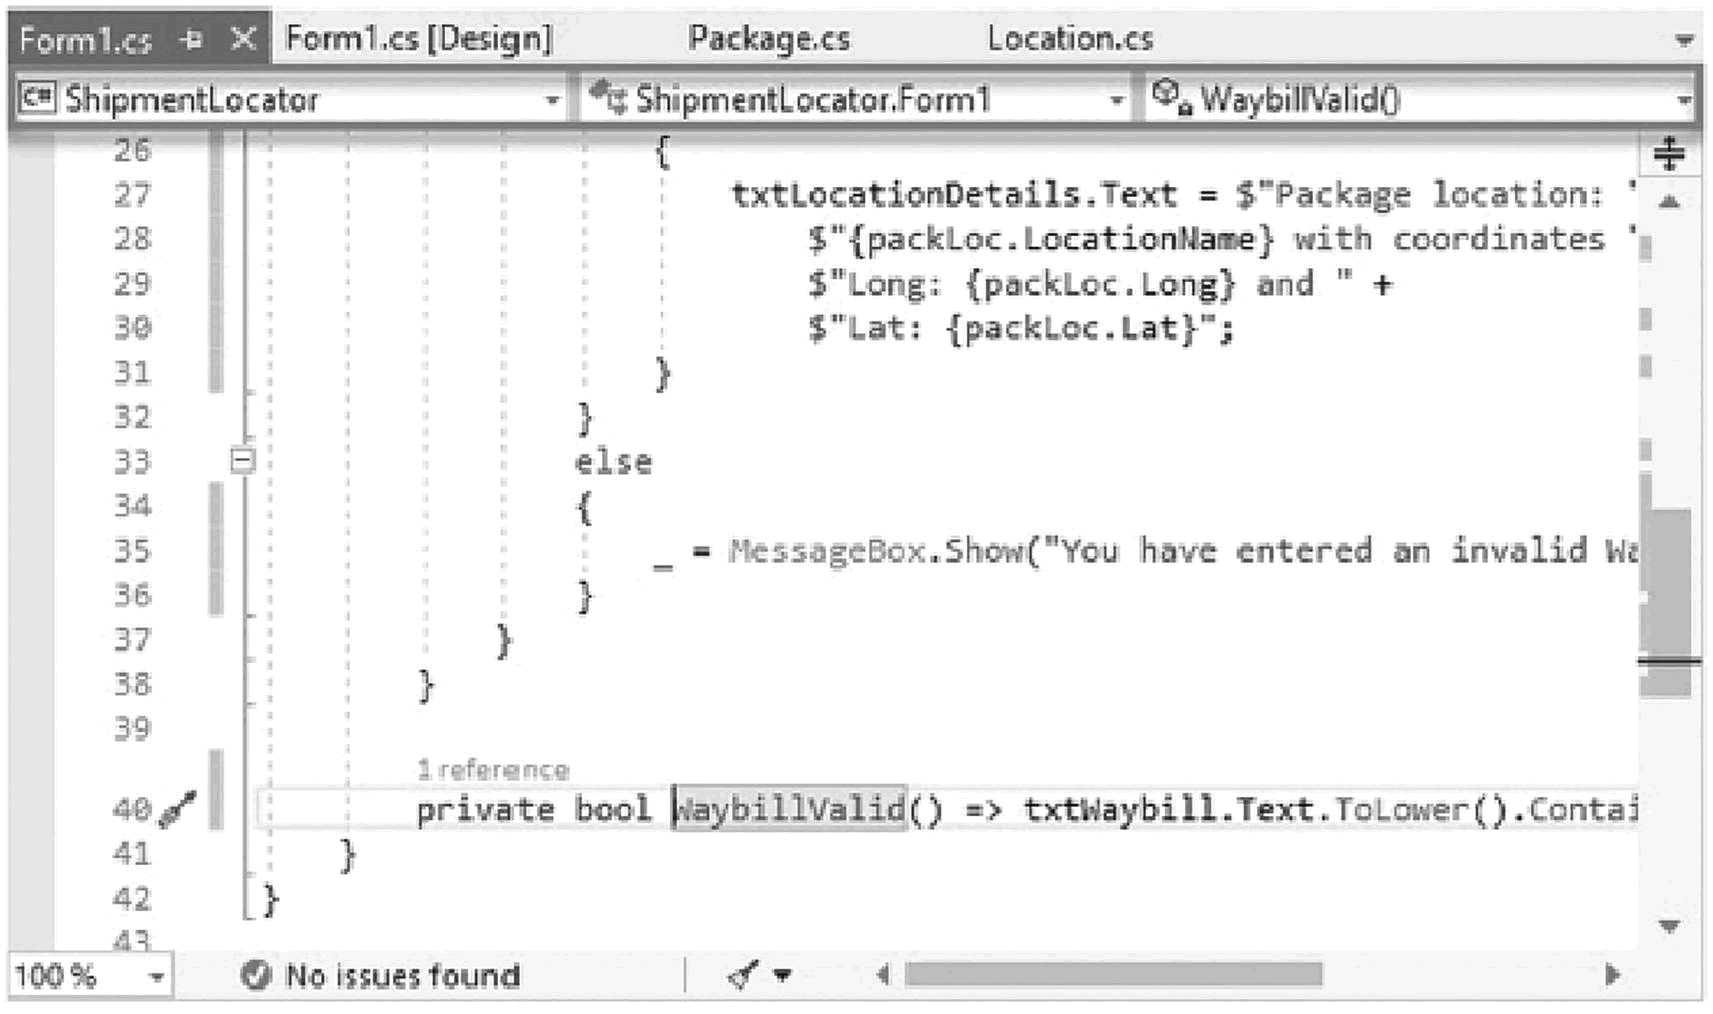 Form1.cs Form1.cs [Design] Package.cs Location.cs
C# ShipmentLocator ShipmentLocator.Form1 WaybillValid()
26 {
27 txtLocationDetails.Text = $"Package location: "
28 $"{packLoc.LocationName} with coordinates "
29 $"Long: {packLoc.Long} and " +
30 $"Lat: {packLoc.Lat}";
31 }
32 }
33 else
34 {
35 _ = MessageBox.Show("You have entered an invalid Wa
36 }
37 }
38 }
39
1 reference
40 private bool WaybillValid() => txtWaybill.Text.ToLower().Contai
41 }
42 }
43
100 % No issues found